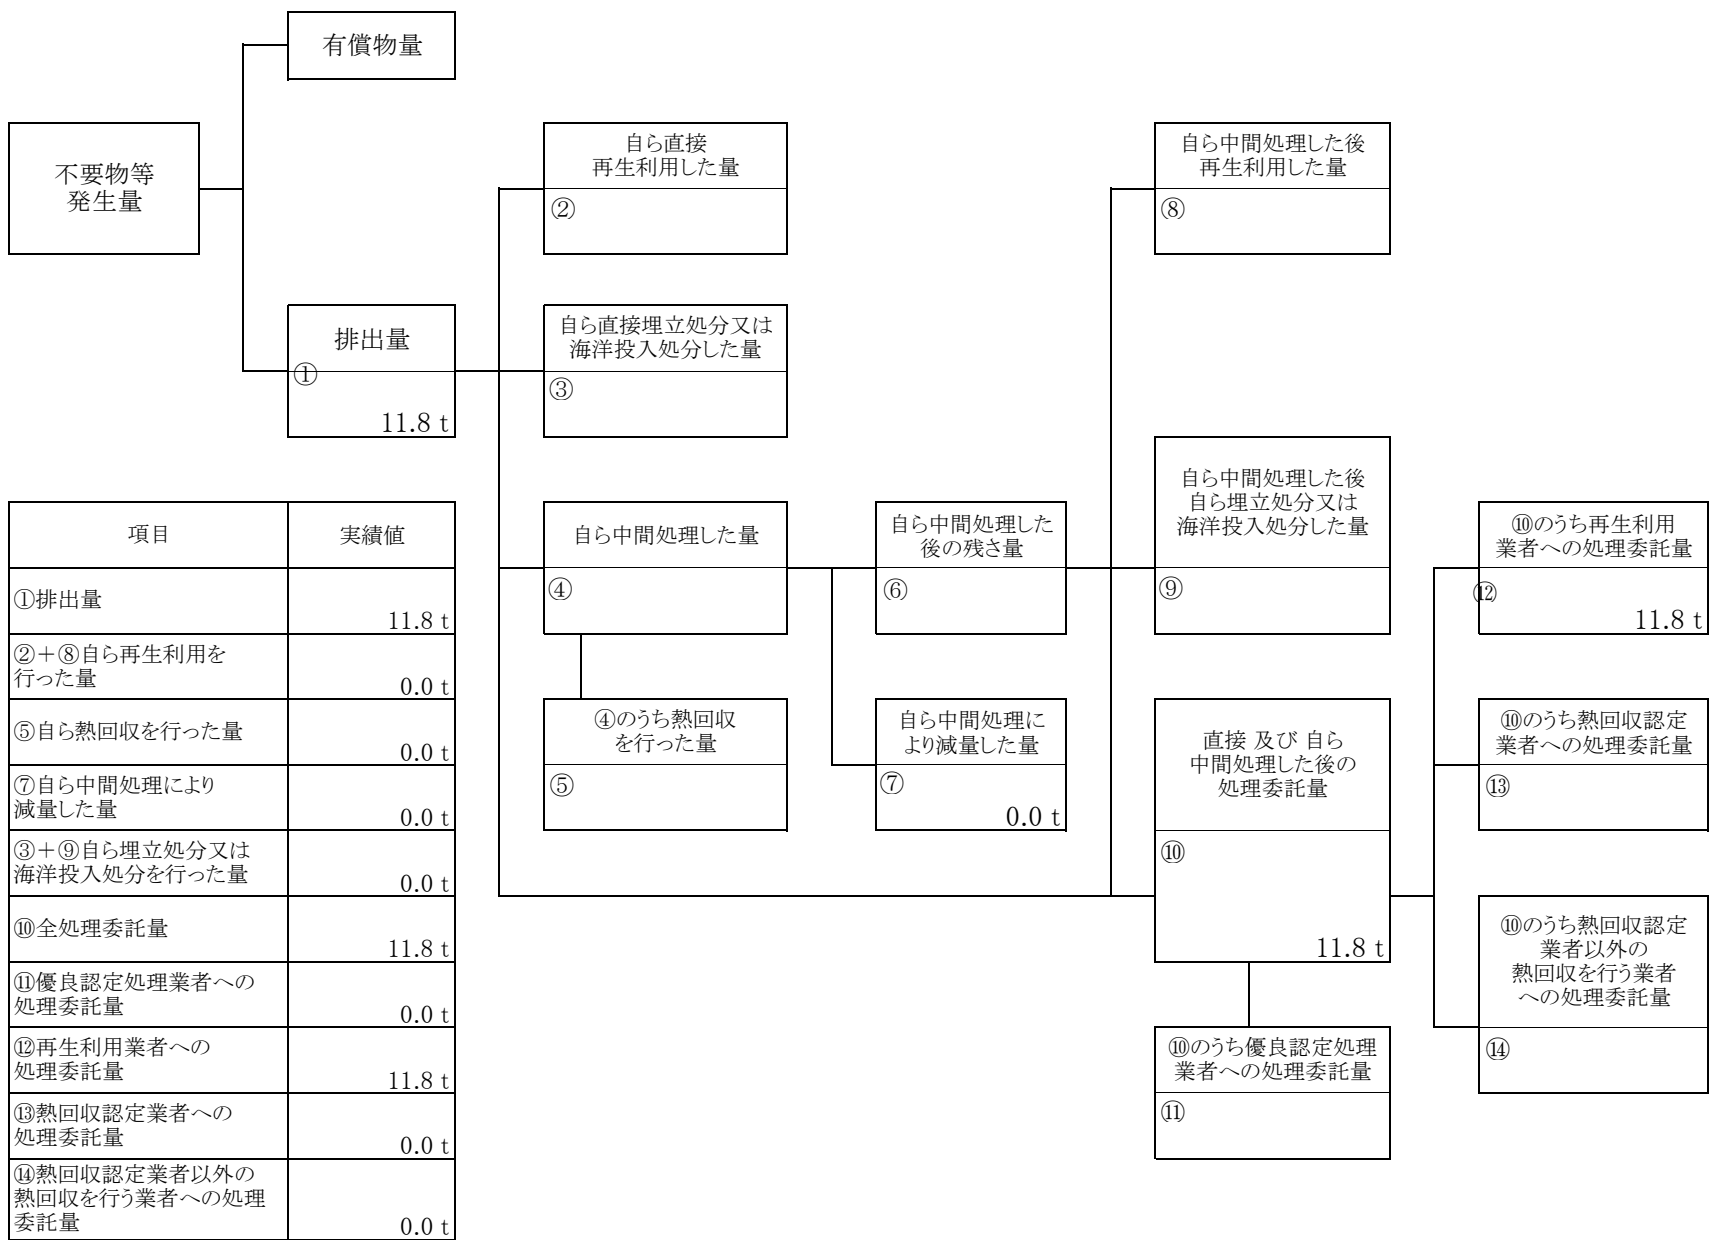 有償物量
不要物等
発生量
自ら直接
再生利用した量
②
自ら中間処理した後
再生利用した量
⑧
排出量
①
11.8 t
自ら直接埋立処分又は
海洋投入処分した量
③
自ら中間処理した量
④
自ら中間処理した
後の残さ量
⑥
自ら中間処理した後
自ら埋立処分又は
海洋投入処分した量
⑨
⑩のうち再生利用
業者への処理委託量
⑫
11.8 t
④のうち熱回収
を行った量
⑤
自ら中間処理に
より減量した量
⑦
0.0 t
直接 及び 自ら
中間処理した後の
処理委託量
⑩
11.8 t
⑩のうち熱回収認定
業者への処理委託量
⑬
⑩のうち熱回収認定
業者以外の
熱回収を行う業者
への処理委託量
⑭
⑩のうち優良認定処理
業者への処理委託量
⑪
項目 実績値
①排出量
11.8 t
②＋⑧自ら再生利用を
行った量
0.0 t
⑤自ら熱回収を行った量
0.0 t
⑦自ら中間処理により
減量した量
0.0 t
③＋⑨自ら埋立処分又は
海洋投入処分を行った量
0.0 t
⑩全処理委託量
11.8 t
⑪優良認定処理業者への
処理委託量
0.0 t
⑫再生利用業者への
処理委託量
11.8 t
⑬熱回収認定業者への
処理委託量
0.0 t
⑭熱回収認定業者以外の
熱回収を行う業者への処理
委託量
0.0 t